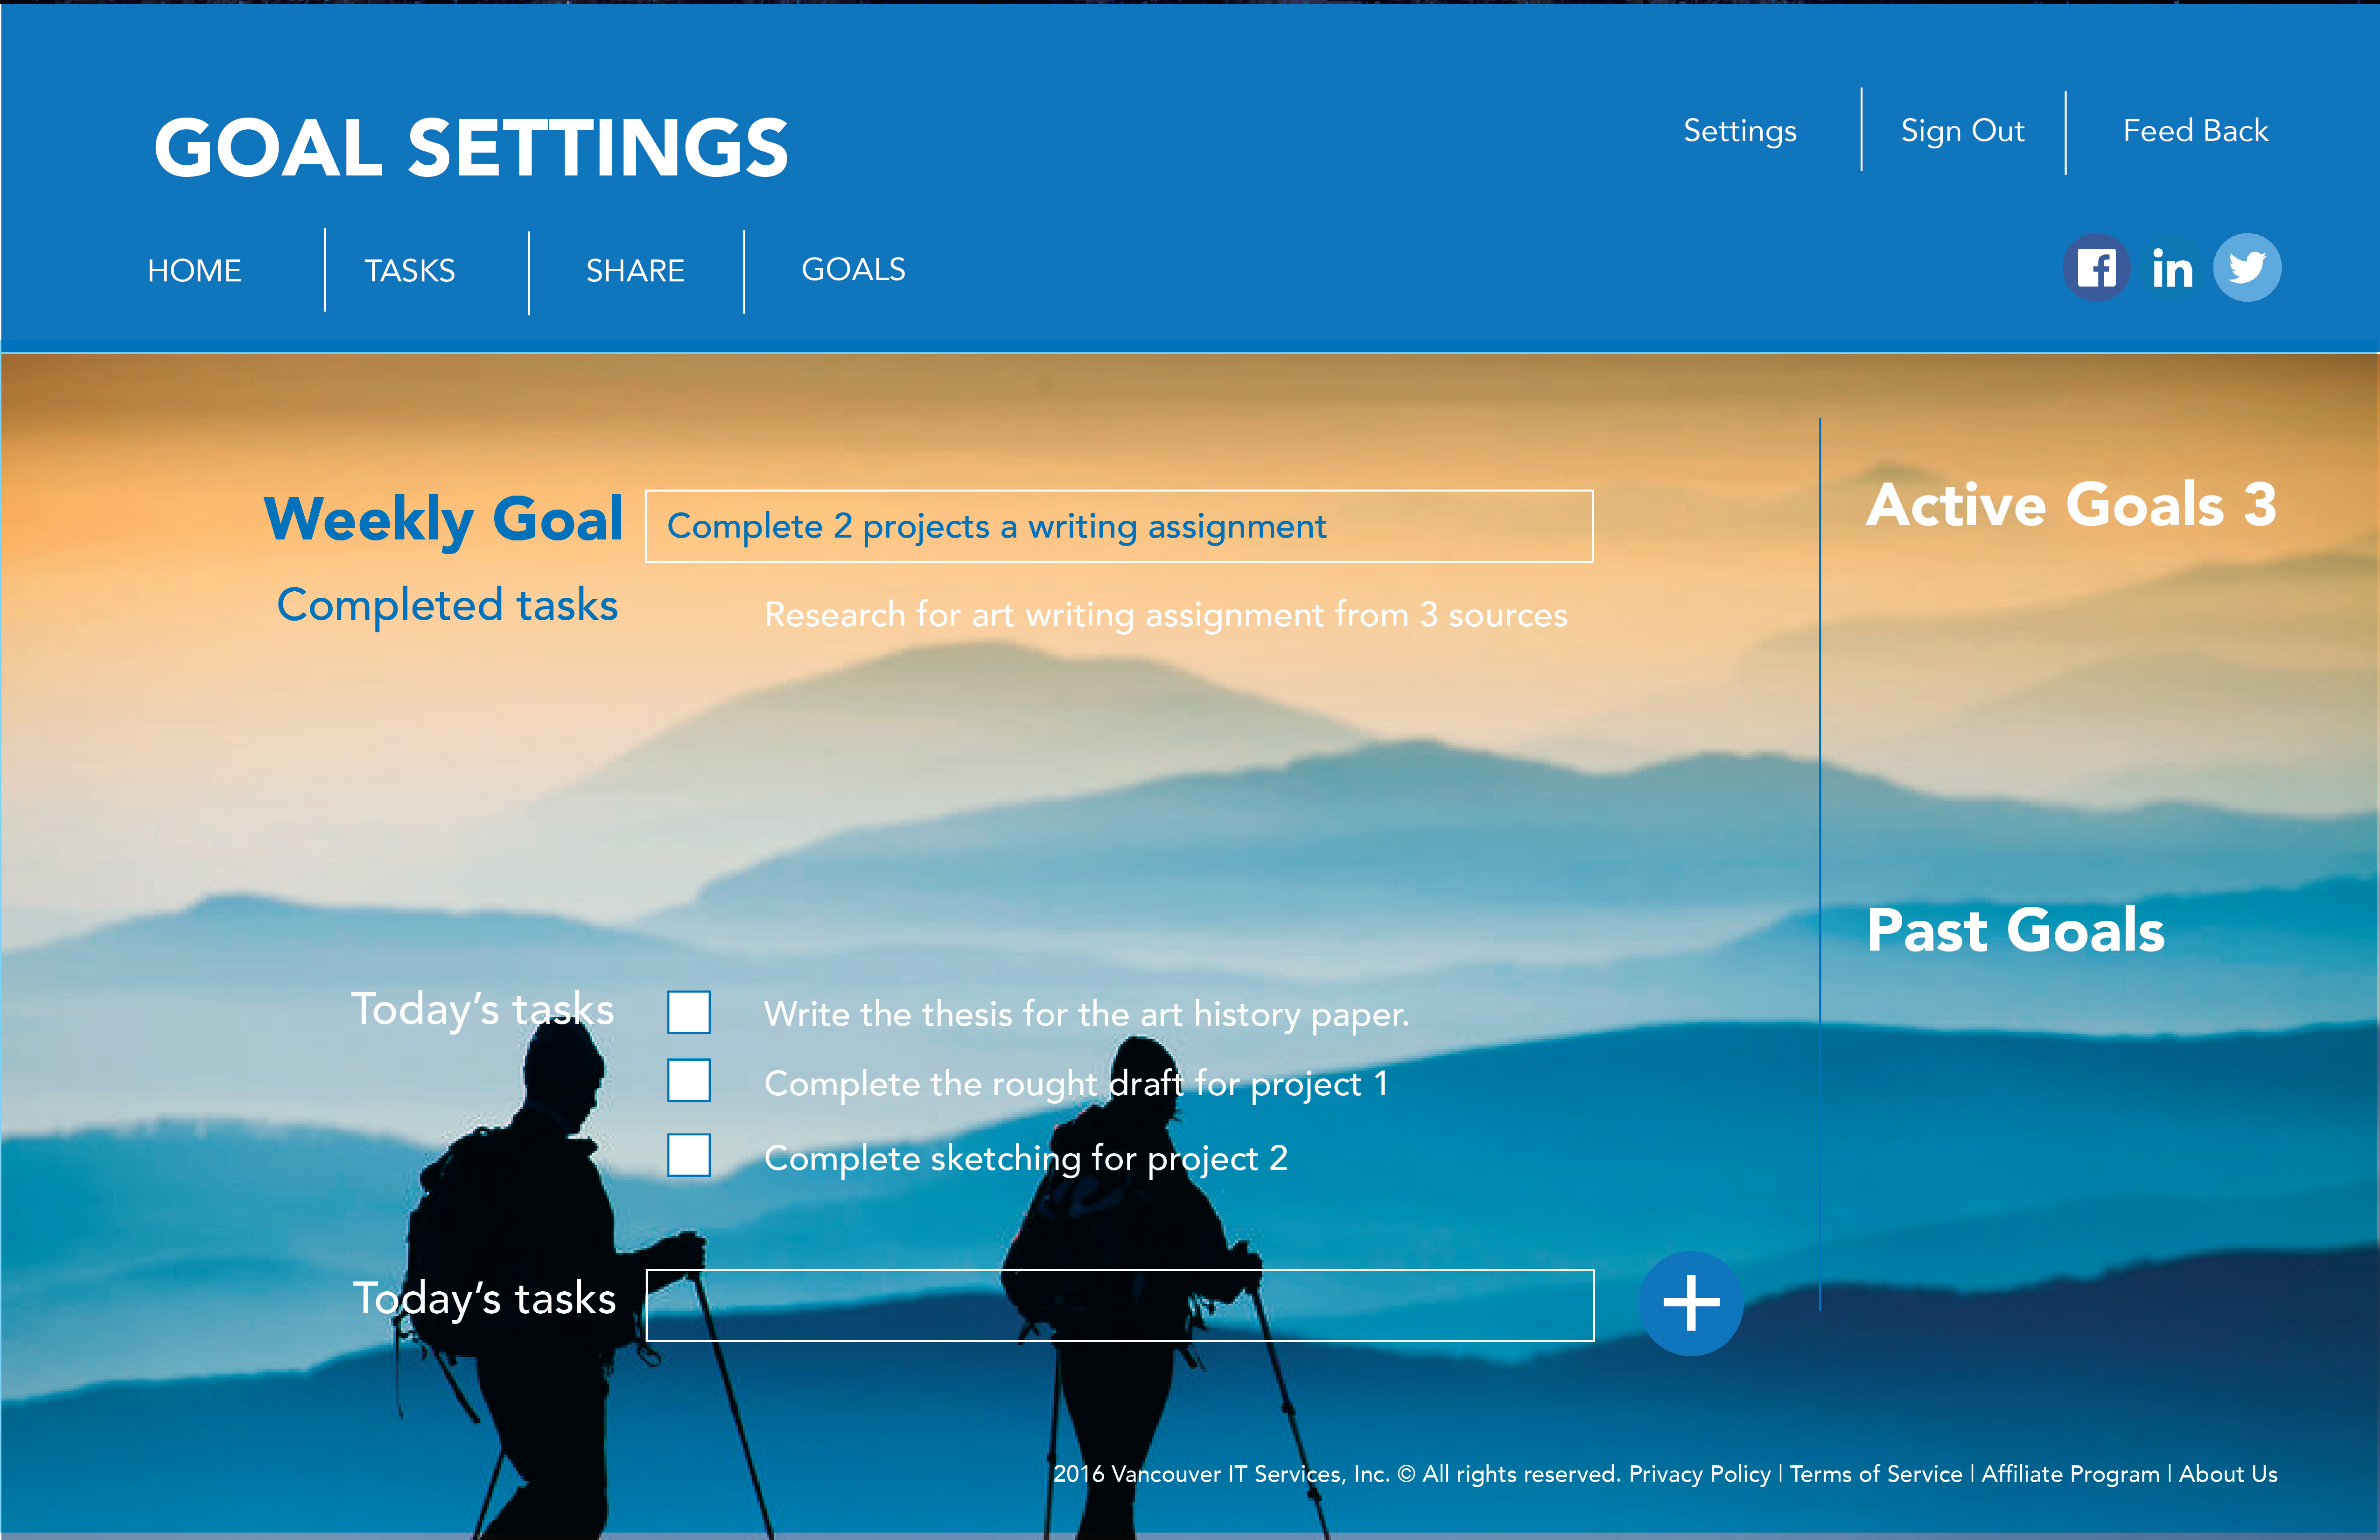 GOAL SETTINGS
Settings
Sign Out
Feed Back
HOME
TASKS
SHARE
GOALS
in
Weekly Goal
Complete 2 projects a writing assignment
Active Goals 3
Completed tasks
Research for art writing assignment from 3 sources
Past Goals
Today’s tasks
Write the thesis for the art history paper.
Complete the rought draft for project 1
Complete sketching for project 2
Today’s tasks
2016 Vancouver IT Services, Inc. © All rights reserved. Privacy Policy | Terms of Service | Affiliate Program | About Us